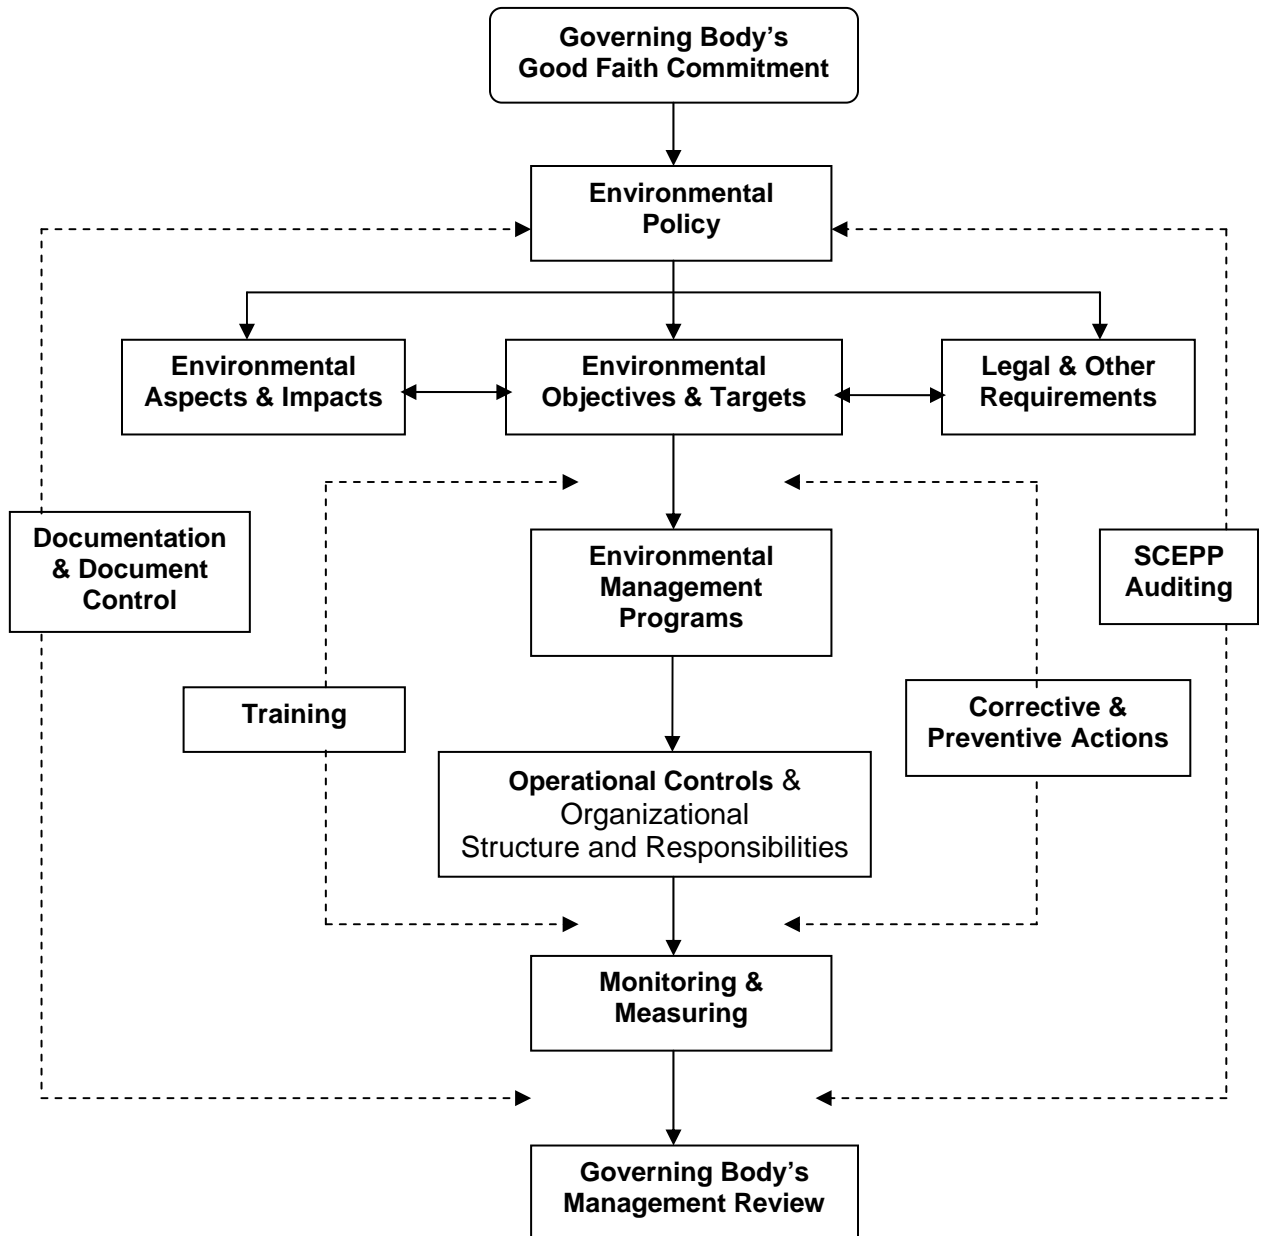 Governing Body’s
Good Faith Commitment
Environmental
Policy
Environmental
Aspects & Impacts
Environmental
Objectives & Targets
Legal & Other
Requirements
Documentation
& Document
Control
Environmental
Management
Programs
SCEPP
Auditing
Training
Corrective &
Preventive Actions
Operational Controls &
Organizational
Structure and Responsibilities
Monitoring &
Measuring
Governing Body’s
Management Review